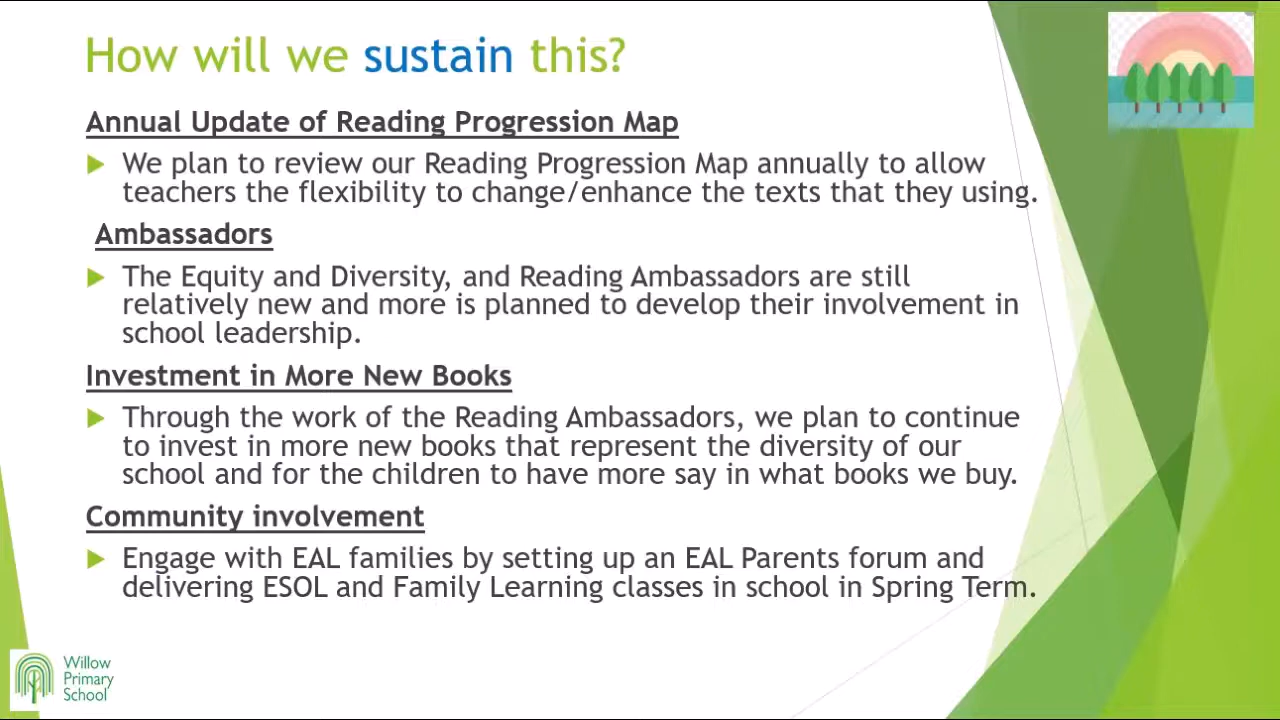 How will we sustain this?
Annual Update of Reading Progression Map
We plan to review our Reading Progression Map annually to allow
teachers the flexibility to change/enhance the texts that they using.
Ambassadors
The Equity and Diversity, and Reading Ambassadors are still
relatively new and more is planned to develop their involvement in
school leadership.
Investment in More New Books
Through the work of the Reading Ambassadors, we plan to continue
to invest in more new books that represent the diversity of our
school and for the children to have more say in what books we buy.
Community involvement
Engage with EAL families by setting up an EAL Parents forum and
delivering ESOL and Family Learning classes in school in Spring Term.
Willow
Primary
School